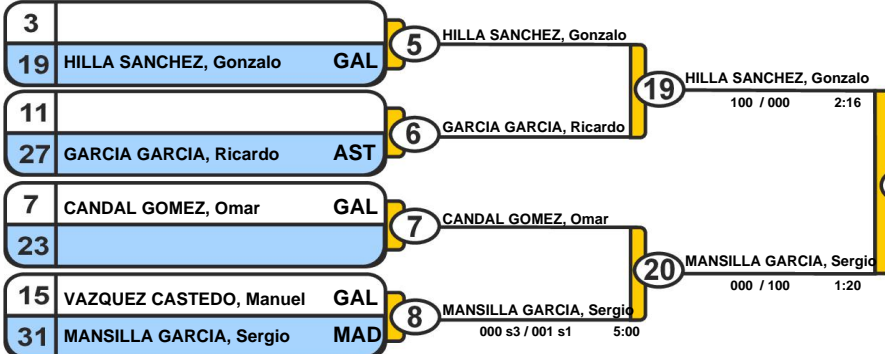 3
19 HILLA SANCHEZ, Gonzalo GAL
5 HILLA SANCHEZ, Gonzalo
11
27 GARCIA GARCIA, Ricardo AST
6 GARCIA GARCIA, Ricardo
19 HILLA SANCHEZ, Gonzalo
100 / 000 2:16
7 CANDAL GOMEZ, Omar GAL
23
7 CANDAL GOMEZ, Omar
15 VAZQUEZ CASTEDO, Manuel GAL
31 MANSILLA GARCIA, Sergio MAD
8 MANSILLA GARCIA, Sergio
000 s3 / 001 s1 5:00
20 MANSILLA GARCIA, Sergio
000 / 100 1:20